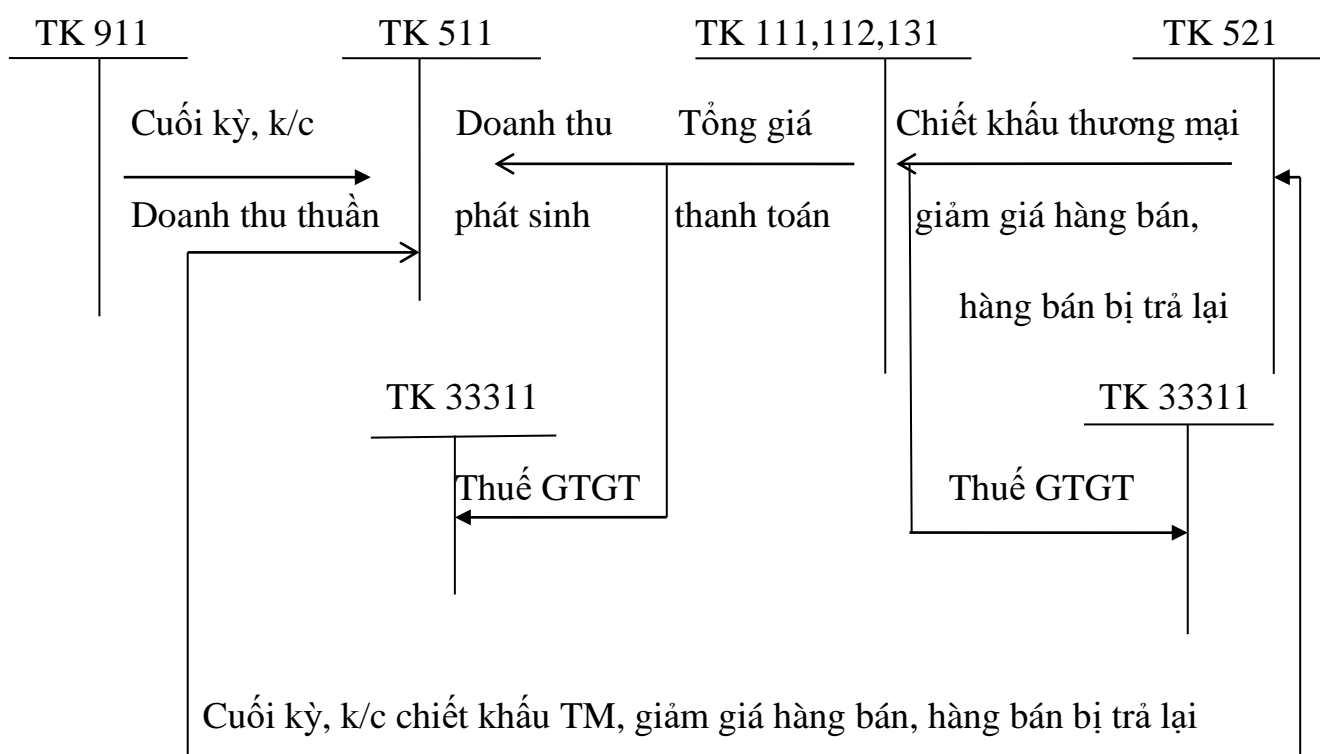 TK 911 TK 511 TK 111,112,131 TK 521
Cuối kỳ, k/c Doanh thu Tổng giá Chiết khấu thương mại
Doanh thu thuần phát sinh thanh toán giảm giá hàng bán,
hàng bán bị trả lại
TK 33311 TK 33311
Thuế GTGT Thuế GTGT
Cuối kỳ, k/c chiết khấu TM, giảm giá hàng bán, hàng bán bị trả lại